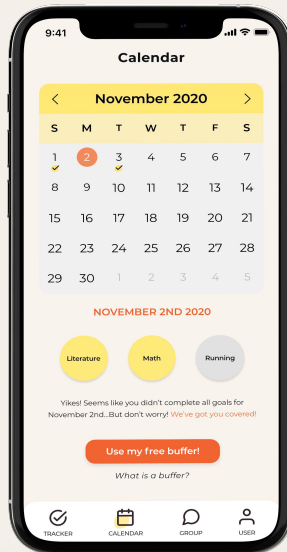 9:41
Calendar
November 2020
S M T W T F S
1 2 3 4 5 6 7
8 9 10 11 12 13 14
15 16 17 18 19 20 21
22 23 24 25 26 27 28
29 30 1 2 3 4 5
NOVEMBER 2ND 2020
Literature Math Running
Yikes! Seems like you didn't complete all goals for
November 2nd...But don't worry! We've got you covered!
Use my free buffer!
What is a buffer?
TRACKER CALENDAR GROUP USER